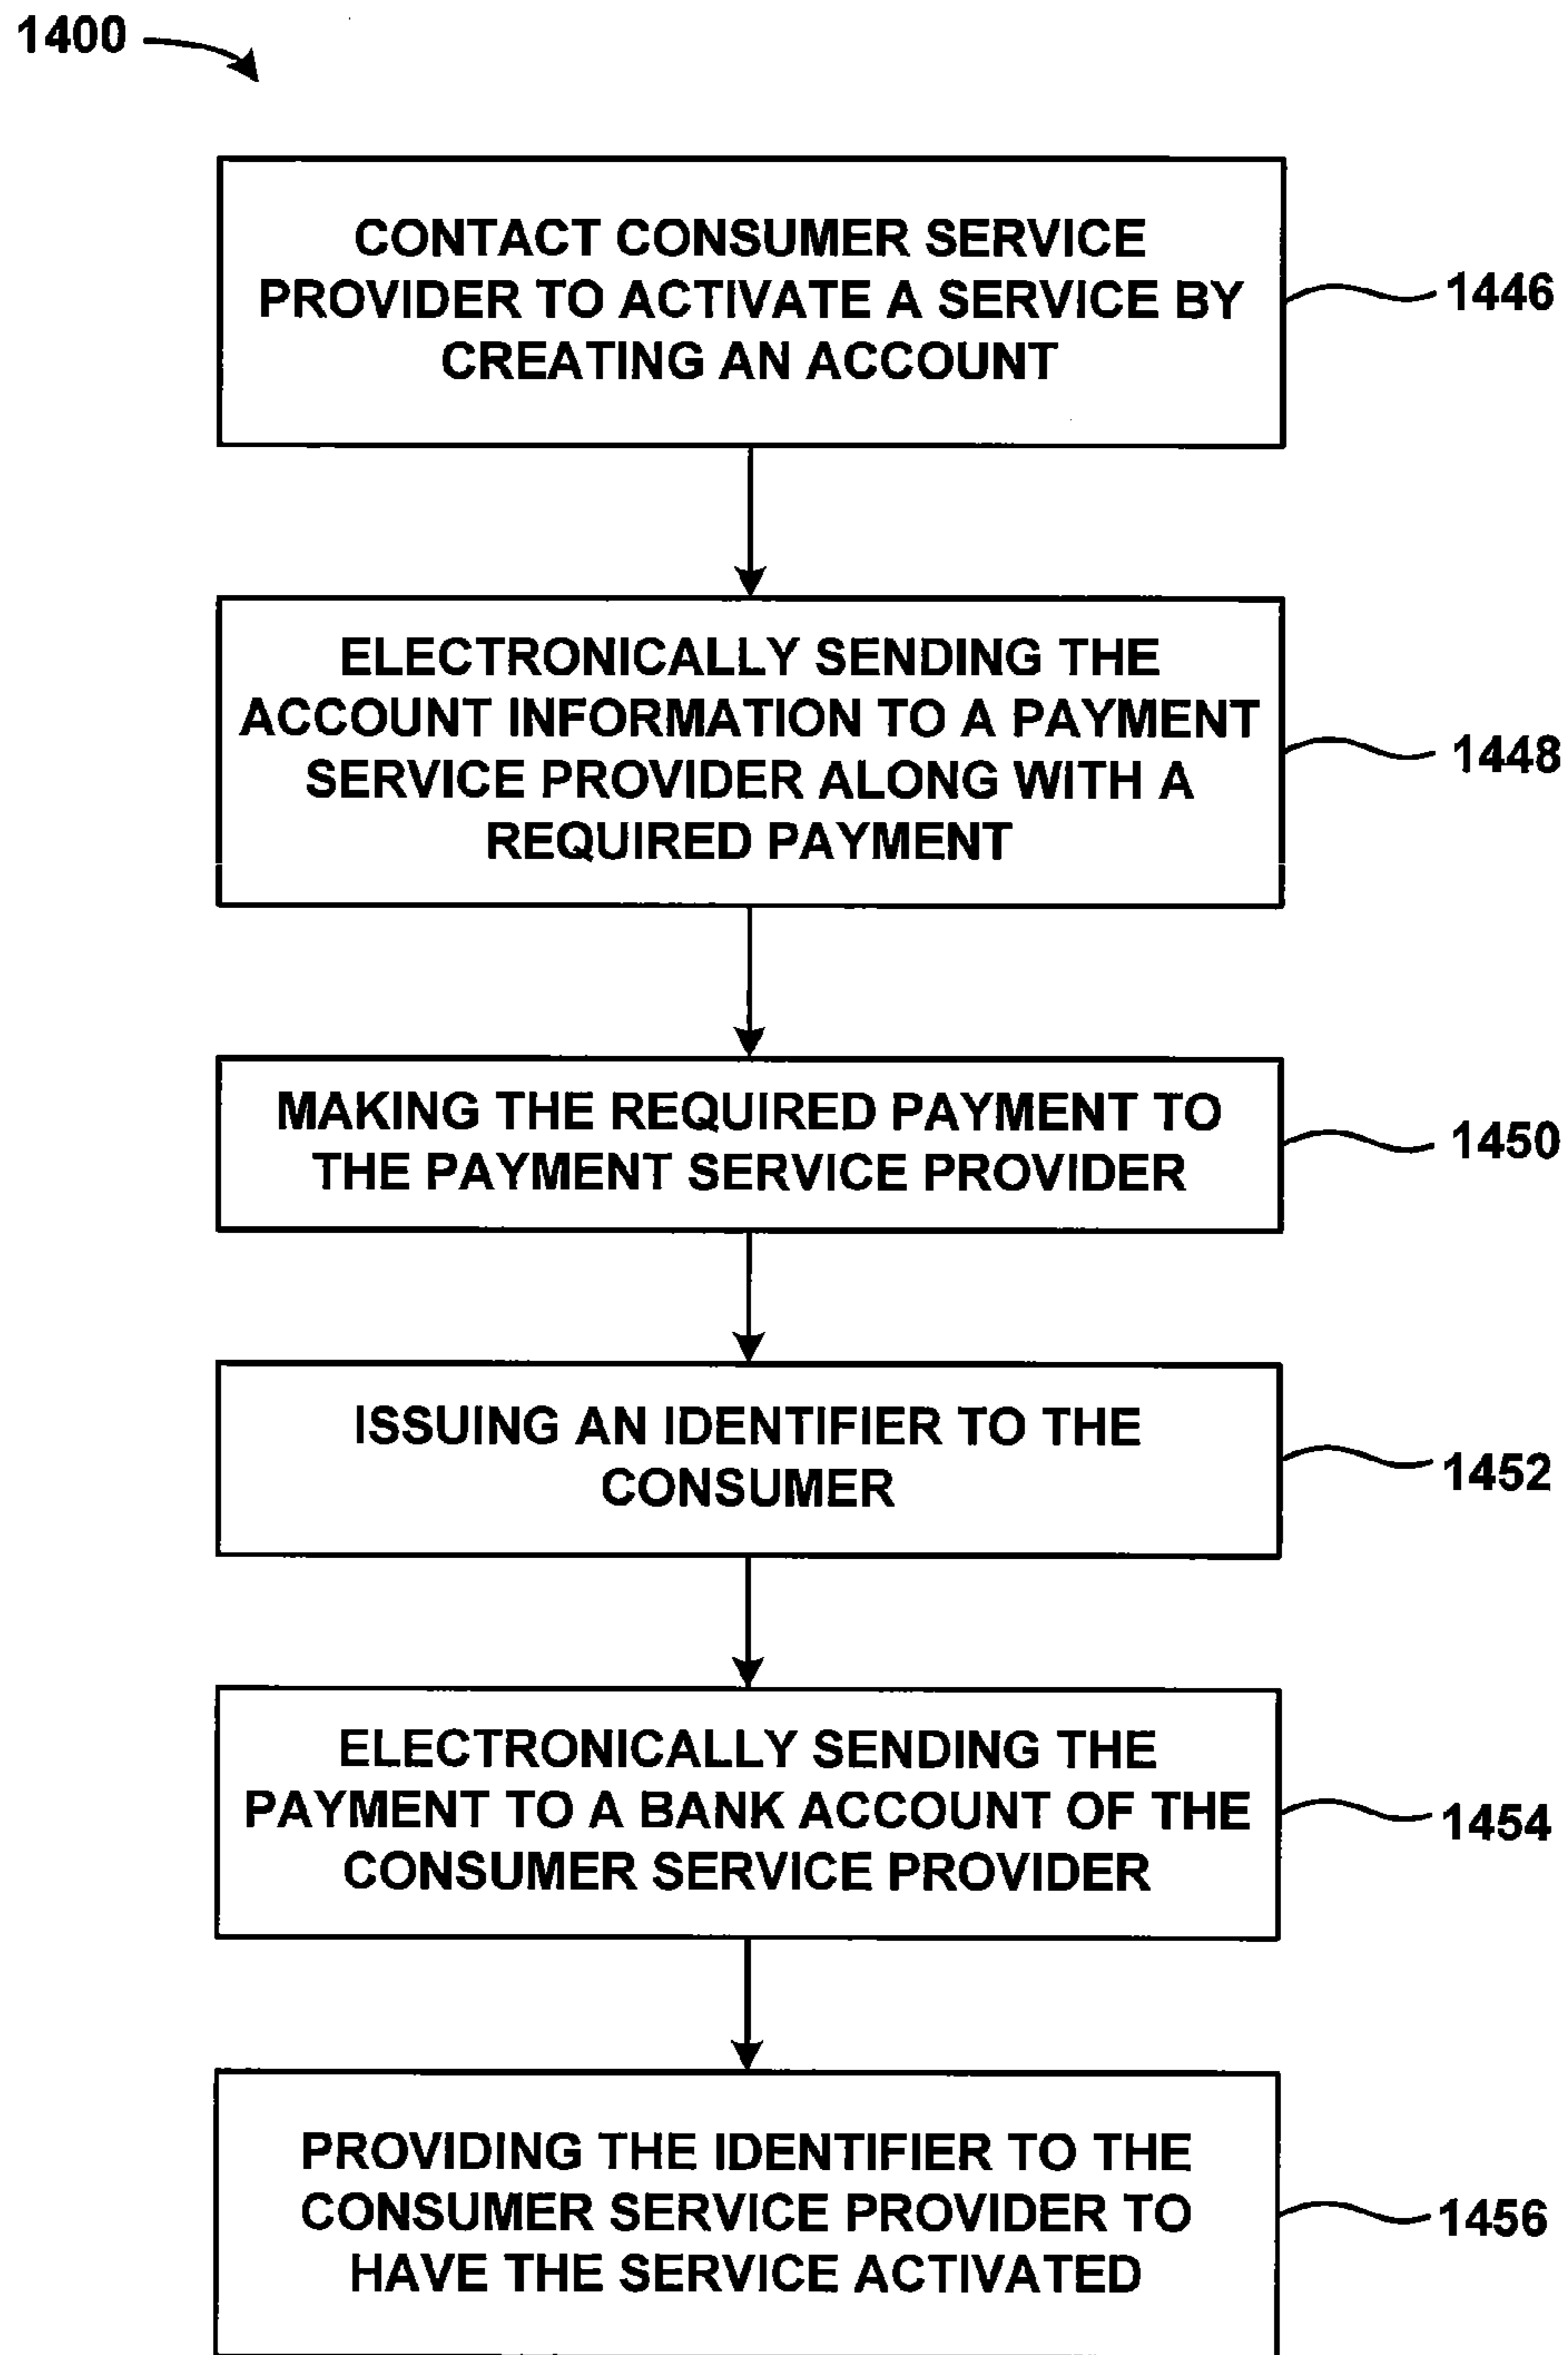 1400
CONTACT CONSUMER SERVICE
PROVIDER TO ACTIVATE A SERVICE BY
CREATING AN ACCOUNT
1446
ELECTRONICALLY SENDING THE
ACCOUNT INFORMATION TO A PAYMENT
SERVICE PROVIDER ALONG WITH A
REQUIRED PAYMENT
1448
MAKING THE REQUIRED PAYMENT TO
THE PAYMENT SERVICE PROVIDER
1450
ISSUING AN IDENTIFIER TO THE
CONSUMER
1452
ELECTRONICALLY SENDING THE
PAYMENT TO A BANK ACCOUNT OF THE
CONSUMER SERVICE PROVIDER
1454
PROVIDING THE IDENTIFIER TO THE
CONSUMER SERVICE PROVIDER TO
HAVE THE SERVICE ACTIVATED
1456